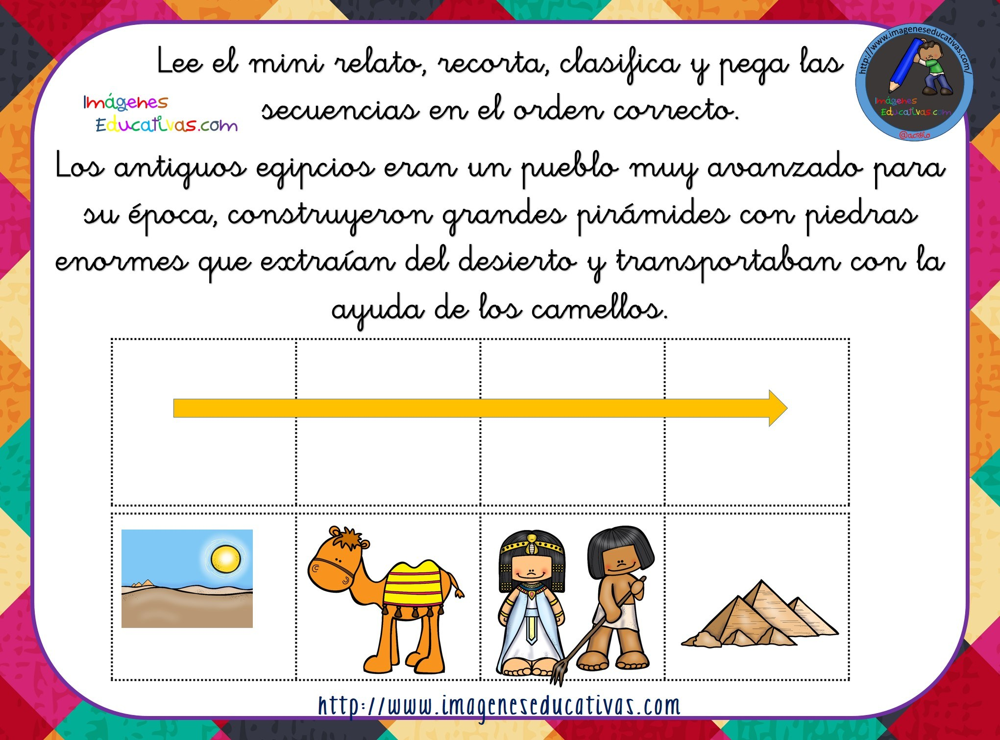 Lee el mini relato, recorta, clasifica y pega las
secuencias en el orden correcto.
Imágenes
Educativas.com
http://www.imageneseducativas.com/
Imágenes
Educativas.com
@acrbio
Los antiguos egipcios eran un pueblo muy avanzado para
su época, construyeron grandes pirámides con piedras
enormes que extraían del desierto y transportaban con la
ayuda de los camellos.
http://www.imageneseducativas.com